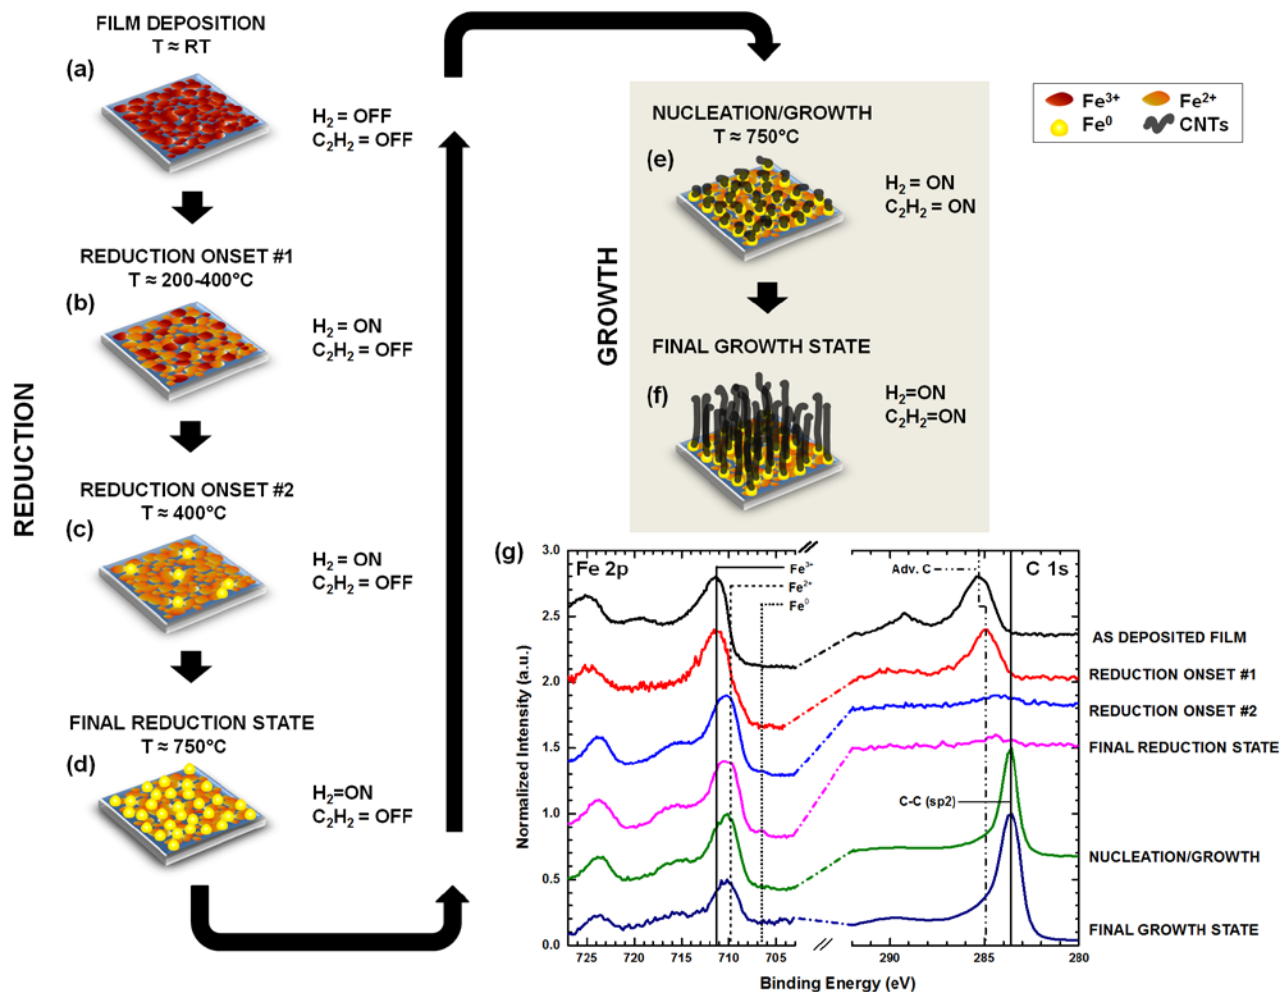 FILM DEPOSITION
T ≈ RT
(a)
H₂ = OFF
C₂H₂ = OFF
REDUCTION ONSET #1
T ≈ 200-400°C
(b)
H₂ = ON
C₂H₂ = OFF
REDUCTION
REDUCTION ONSET #2
T ≈ 400°C
(c)
H₂ = ON
C₂H₂ = OFF
FINAL REDUCTION STATE
T ≈ 750°C
(d)
H₂=ON
C₂H₂ = OFF
GROWTH
NUCLEATION/GROWTH
T ≈ 750°C
(e)
H₂ = ON
C₂H₂ = ON
FINAL GROWTH STATE
(f)
H₂=ON
C₂H₂=ON
Fe³⁺ Fe²⁺
Fe⁰ CNTs
(g)
Fe 2p
Fe³⁺
Fe²⁺
Fe⁰
Adv. C
C 1s
C-C (sp2)
AS DEPOSITED FILM
REDUCTION ONSET #1
REDUCTION ONSET #2
FINAL REDUCTION STATE
NUCLEATION/GROWTH
FINAL GROWTH STATE
Normalized Intensity (a.u.)
3.0
2.5
2.0
1.5
1.0
0.5
0.0
725 720 715 710 705 290 285 280
Binding Energy (eV)